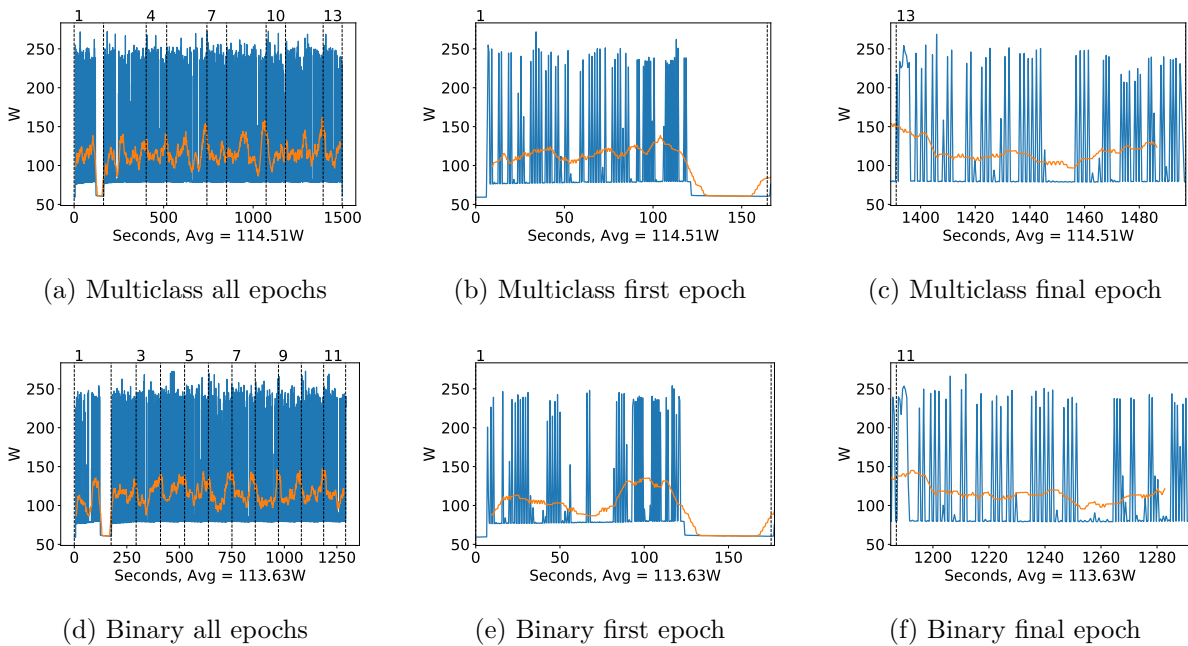 1 4 7 10 13
1
13
250
200
150
100
50
W
0 500 1000 1500
Seconds, Avg = 114.51W
250
200
150
100
50
W
0 50 100 150
Seconds, Avg = 114.51W
250
200
150
100
50
W
1400 1420 1440 1460 1480
Seconds, Avg = 114.51W
(a) Multiclass all epochs
(b) Multiclass first epoch
(c) Multiclass final epoch
1 3 5 7 9 11
1
11
250
200
150
100
50
W
0 250 500 750 1000 1250
Seconds, Avg = 113.63W
250
200
150
100
50
W
0 50 100 150
Seconds, Avg = 113.63W
250
200
150
100
50
W
1200 1220 1240 1260 1280
Seconds, Avg = 113.63W
(d) Binary all epochs
(e) Binary first epoch
(f) Binary final epoch